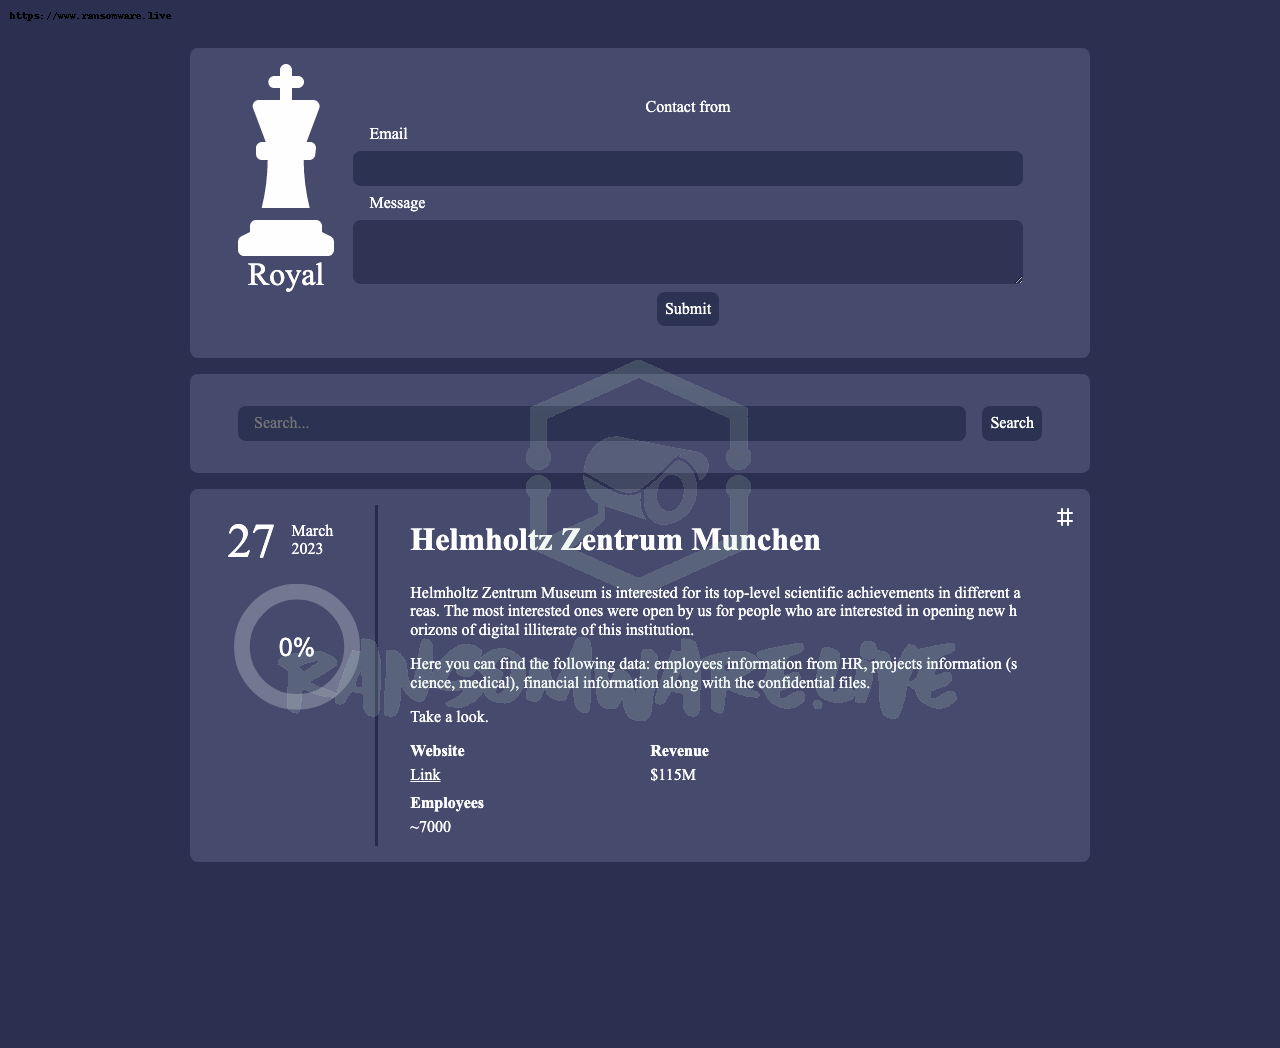 https://www.ransomware.live
Contact from
Email
Message
Royal
Submit
Search...
Search
27
March
2023
0%
#
Helmholtz Zentrum Munchen
Helmholtz Zentrum Museum is interested for its top-level scientific achievements in different a
reas. The most interested ones were open by us for people who are interested in opening new h
orizons of digital illiterate of this institution.
Here you can find the following data: employees information from HR, projects information (s
cience, medical), financial information along with the confidential files.
Take a look.
Website
Revenue
Link
$115M
Employees
~7000
RANSOMWARE.LIVE